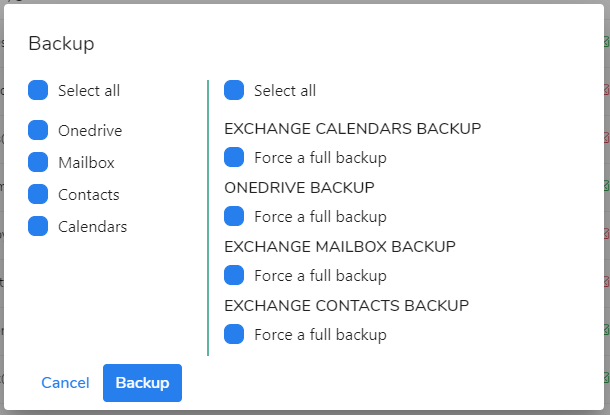 Backup
Select all
Onedrive
Mailbox
Contacts
Calendars
Select all
EXCHANGE CALENDARS BACKUP
Force a full backup
ONEDRIVE BACKUP
Force a full backup
EXCHANGE MAILBOX BACKUP
Force a full backup
EXCHANGE CONTACTS BACKUP
Force a full backup
Cancel
Backup